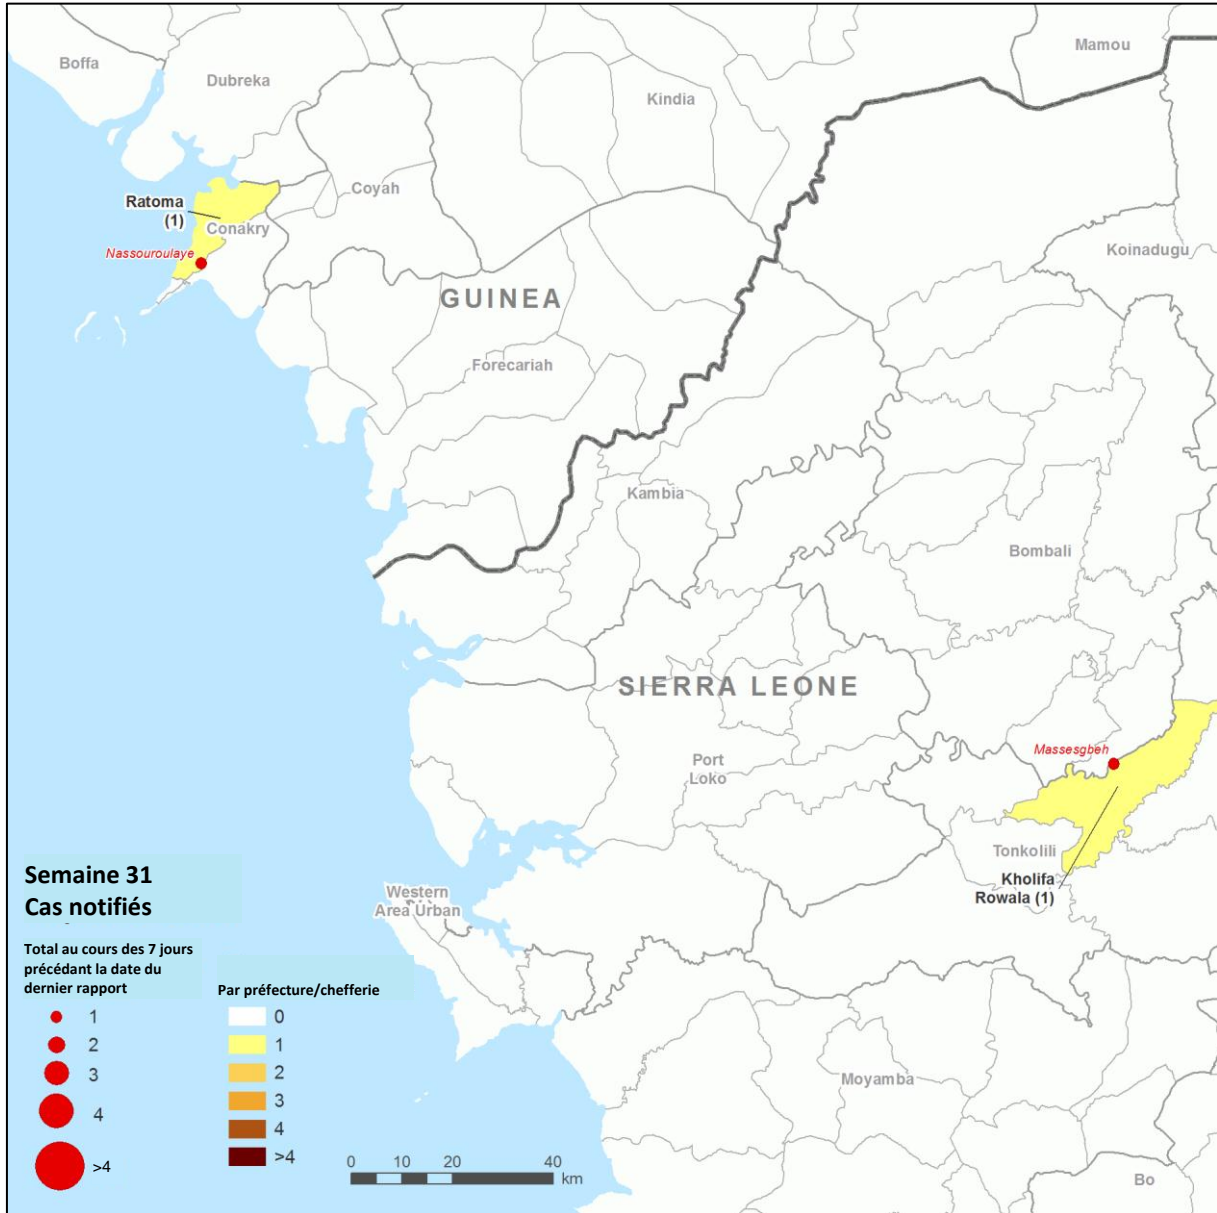 Mamou
Boffa
Dubreka
Kindia
Coyah
Ratoma
(1)
Conakry
Nassouroulaye
Koinadugu
GUINEA
Forecariah
Kambia
Bombali
SIERRA LEONE
Massesgbeh
Port
Loko
Tonkolili
Kholifa
Rowala (1)
Western
Area Urban
Moyamba
Bo
Semaine 31
Cas notifiés
Total au cours des 7 jours
précédant la date du
dernier rapport
1
2
3
4
>4
Par préfecture/chefferie
0
1
2
3
4
>4
0 10 20 40
km